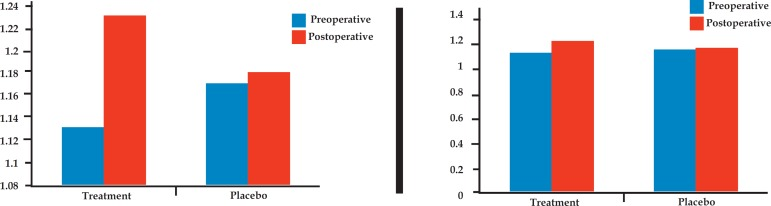 1.24
1.22
1.2
1.18
1.16
1.14
1.12
1.1
1.08
Preoperative
Postoperative
Treatment
Placebo
1.4
1.2
1
0.8
0.6
0.4
0.2
0
Preoperative
Postoperative
Treatment
Placebo